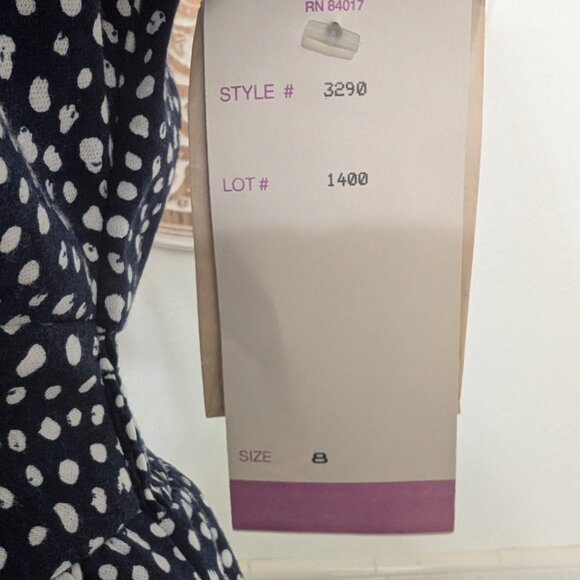 RN 84017
STYLE # 3290
LOT # 1400
SIZE 8